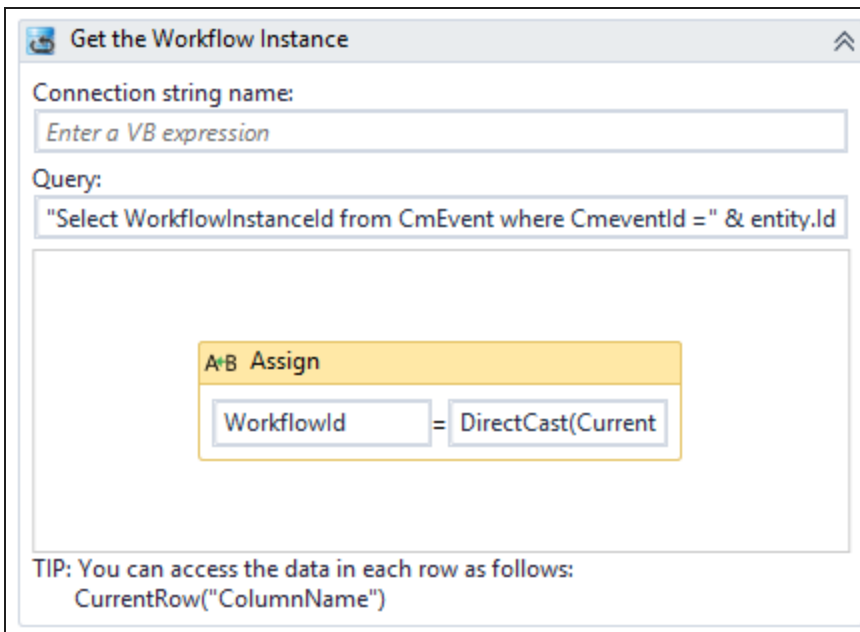 Get the Workflow Instance
Connection string name:
Enter a VB expression
Query:
"Select WorkflowInstanceId from CmEvent where CmeventId =" & entity.Id
A+B Assign
WorkflowId = DirectCast(Current
TIP: You can access the data in each row as follows:
CurrentRow("ColumnName")